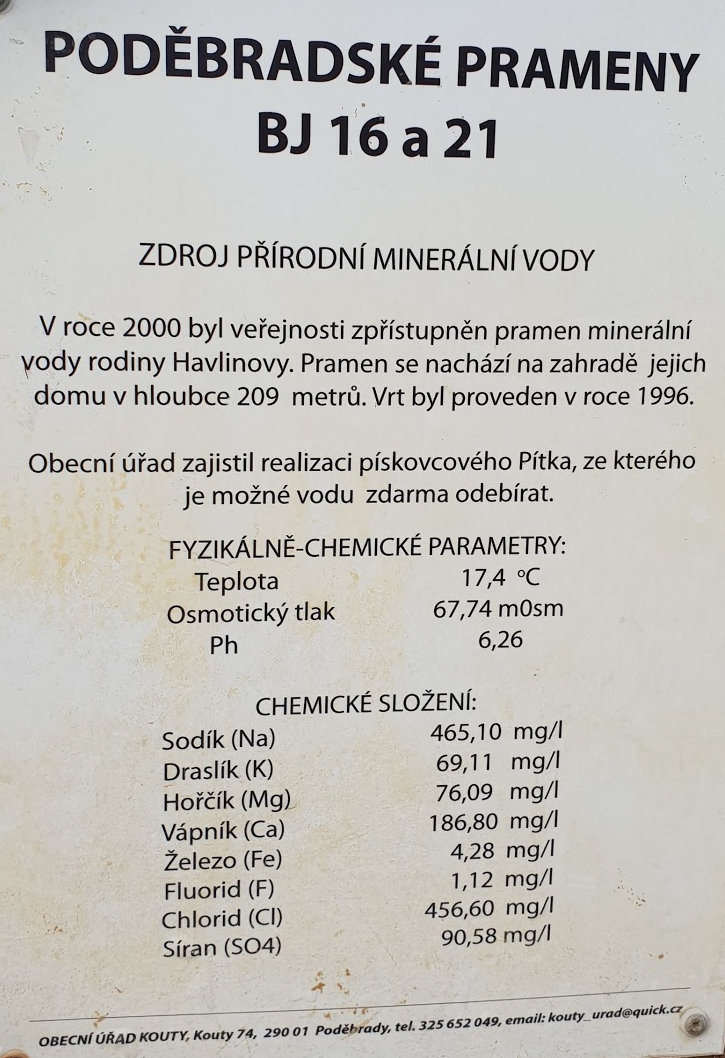 PODĚBRADSKÉ PRAMENY
BJ 16 a 21
ZDROJ PŘÍRODNÍ MINERÁLNÍ VODY
V roce 2000 byl veřejnosti zpřístupněn pramen minerální
vody rodiny Havlinovy. Pramen se nachází na zahradě jejich
domu v hloubce 209 metrů. Vrt byl proveden v roce 1996.
Obecní úřad zajistil realizaci pískovcového Pítka, ze kterého
je možné vodu zdarma odebírat.
FYZIKÁLNĚ-CHEMICKÉ PARAMETRY:
Teplota 17,4 °C
Osmotický tlak 67,74 m0sm
Ph 6,26
CHEMICKÉ SLOŽENÍ:
Sodík (Na) 465,10 mg/l
Draslík (K) 69,11 mg/l
Hořčík (Mg) 76,09 mg/l
Vápník (Ca) 186,80 mg/l
Železo (Fe) 4,28 mg/l
Fluorid (F) 1,12 mg/l
Chlorid (Cl) 456,60 mg/l
Síran (SO4) 90,58 mg/l
OBECNÍ ÚŘAD KOUTY, Kouty 74, 290 01 Poděbrady, tel. 325 652 049, email: kouty_urad@quick.cz